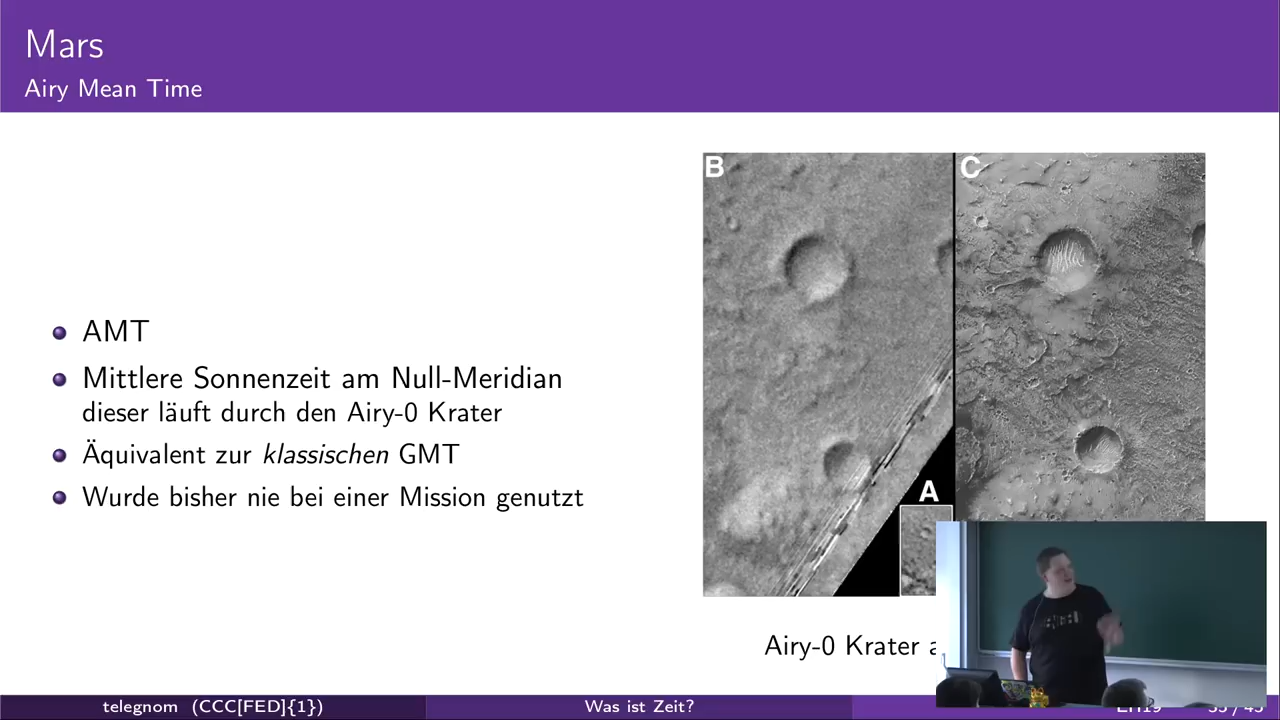 Mars
Airy Mean Time
AMT
Mittlere Sonnenzeit am Null-Meridian
dieser läuft durch den Airy-0 Krater
Äquivalent zur klassischen GMT
Wurde bisher nie bei einer Mission genutzt
B
C
A
Airy-0 Krater
telegnom (CCC[FED]{1})
Was ist Zeit?